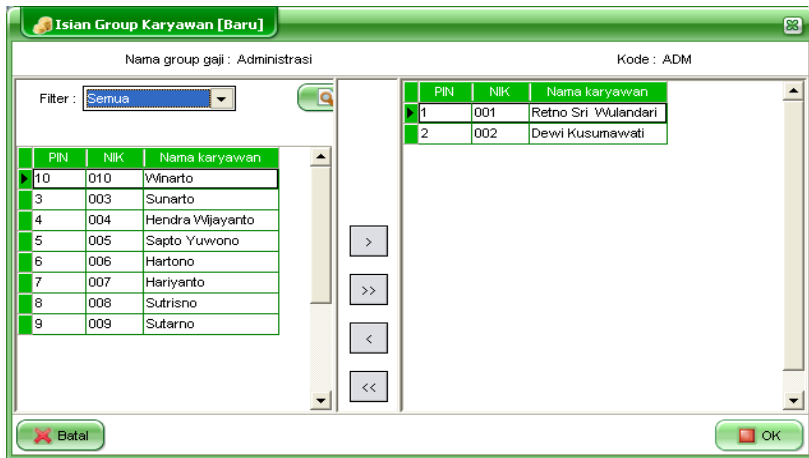 Isian Group Karyawan [Baru]
Nama group gaji : Administrasi
Kode : ADM
Filter : Semua
PIN NIK Nama karyawan
10 010 Winarto
3 003 Sunarto
4 004 Hendra Wijayanto
5 005 Sapto Yuwono
6 006 Hartono
7 007 Hariyanto
8 008 Sutrisno
9 009 Sutarno
>
>>
<
<<
PIN NIK Nama karyawan
1 001 Retno Sri Wulandari
2 002 Dewi Kusumawati
Batal
OK